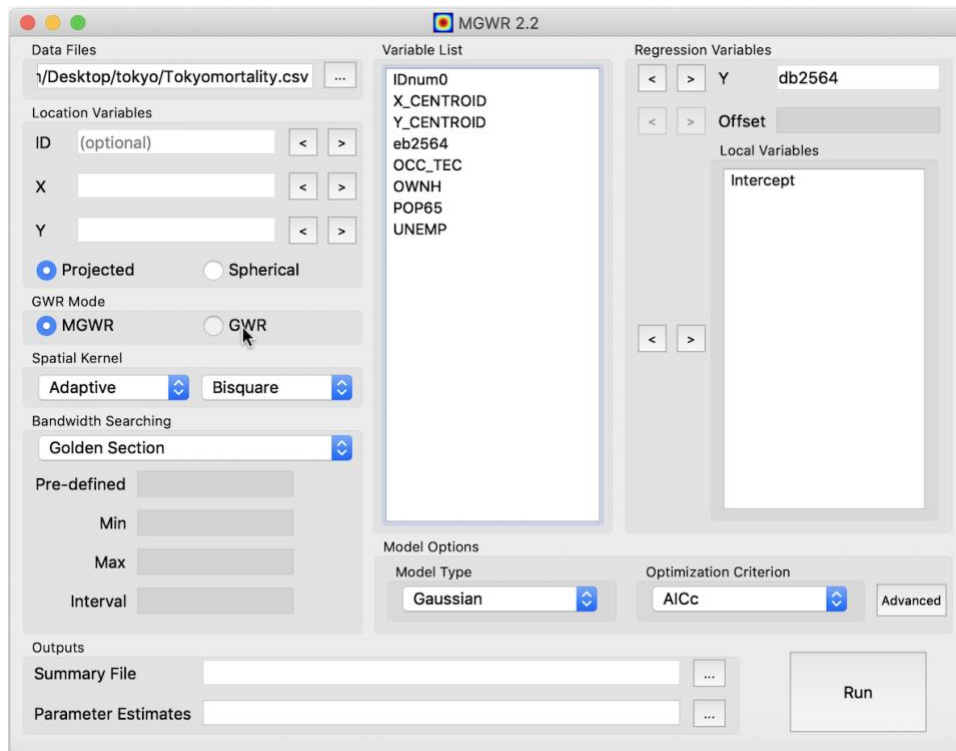 MGWR 2.2
Data Files
ı/Desktop/tokyo/Tokyomortality.csv ...
Location Variables
ID (optional) < >
X < >
Y < >
Projected Spherical
GWR Mode
MGWR GWR
Spatial Kernel
Adaptive Bisquare
Bandwidth Searching
Golden Section
Pre-defined
Min
Max
Interval
Variable List
IDnum0
X_CENTROID
Y_CENTROID
eb2564
OCC_TEC
OWNH
POP65
UNEMP
Regression Variables
< > Y db2564
< > Offset
Local Variables
Intercept
< >
Model Options
Model Type
Gaussian
Optimization Criterion
AICc
Advanced
Outputs
Summary File ...
Parameter Estimates ...
Run